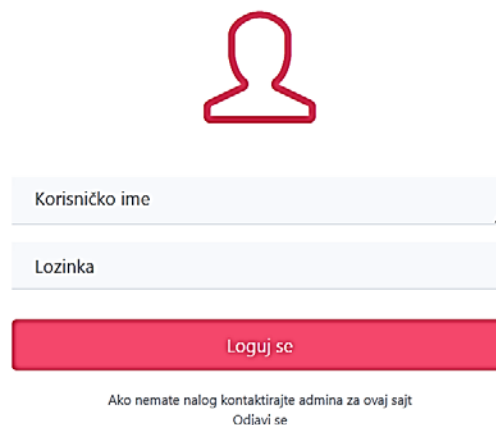 Korisničko ime
Lozinka
Loguj se
Ako nemate nalog kontaktirajte admina za ovaj sajt
Odjavi se